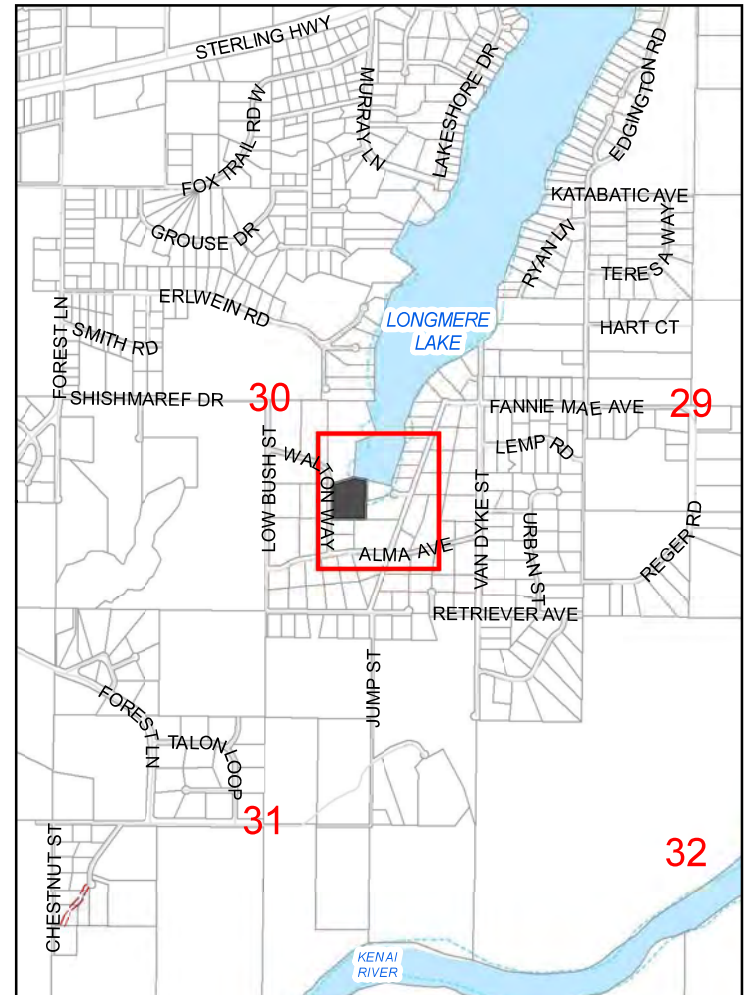 STERLING HWY
MURRAY LN
LAKESHORE DR
EDGINGTON RD
FOX TRAIL RD W
KATABATIC AVE
GROUSE DR
RYAN LN
TERESA WAY
ERLWEIN RD
LONGMERE
LAKE
HART CT
FOREST LN
SMITH RD
SHISHMAREF DR
30
FANNIE MAE AVE
29
LOW BUSH ST
WALTON WAY
LEMP RD
VAN DYKE ST
URBAN ST
REGER RD
ALMA AVE
RETRIEVER AVE
JUMP ST
FOREST LN
TALON LOOP
31
32
CHESTNUT ST
KENAI
RIVER